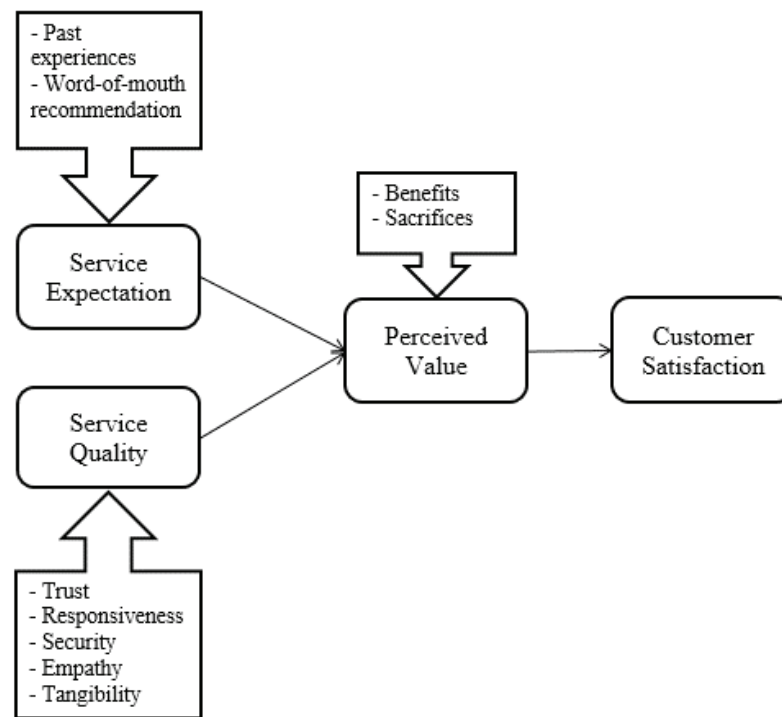 - Past
experiences
- Word-of-mouth
recommendation
Service
Expectation
- Benefits
- Sacrifices
Perceived
Value
Customer
Satisfaction
Service
Quality
- Trust
- Responsiveness
- Security
- Empathy
- Tangibility